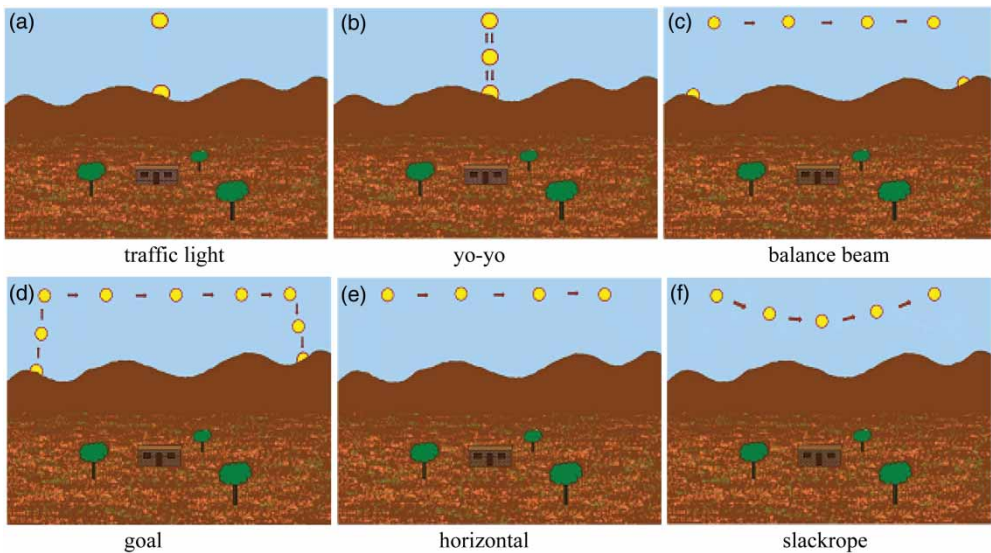 (a)
(b)
(c)
traffic light
yo-yo
balance beam
(d)
(e)
(f)
goal
horizontal
slackrope